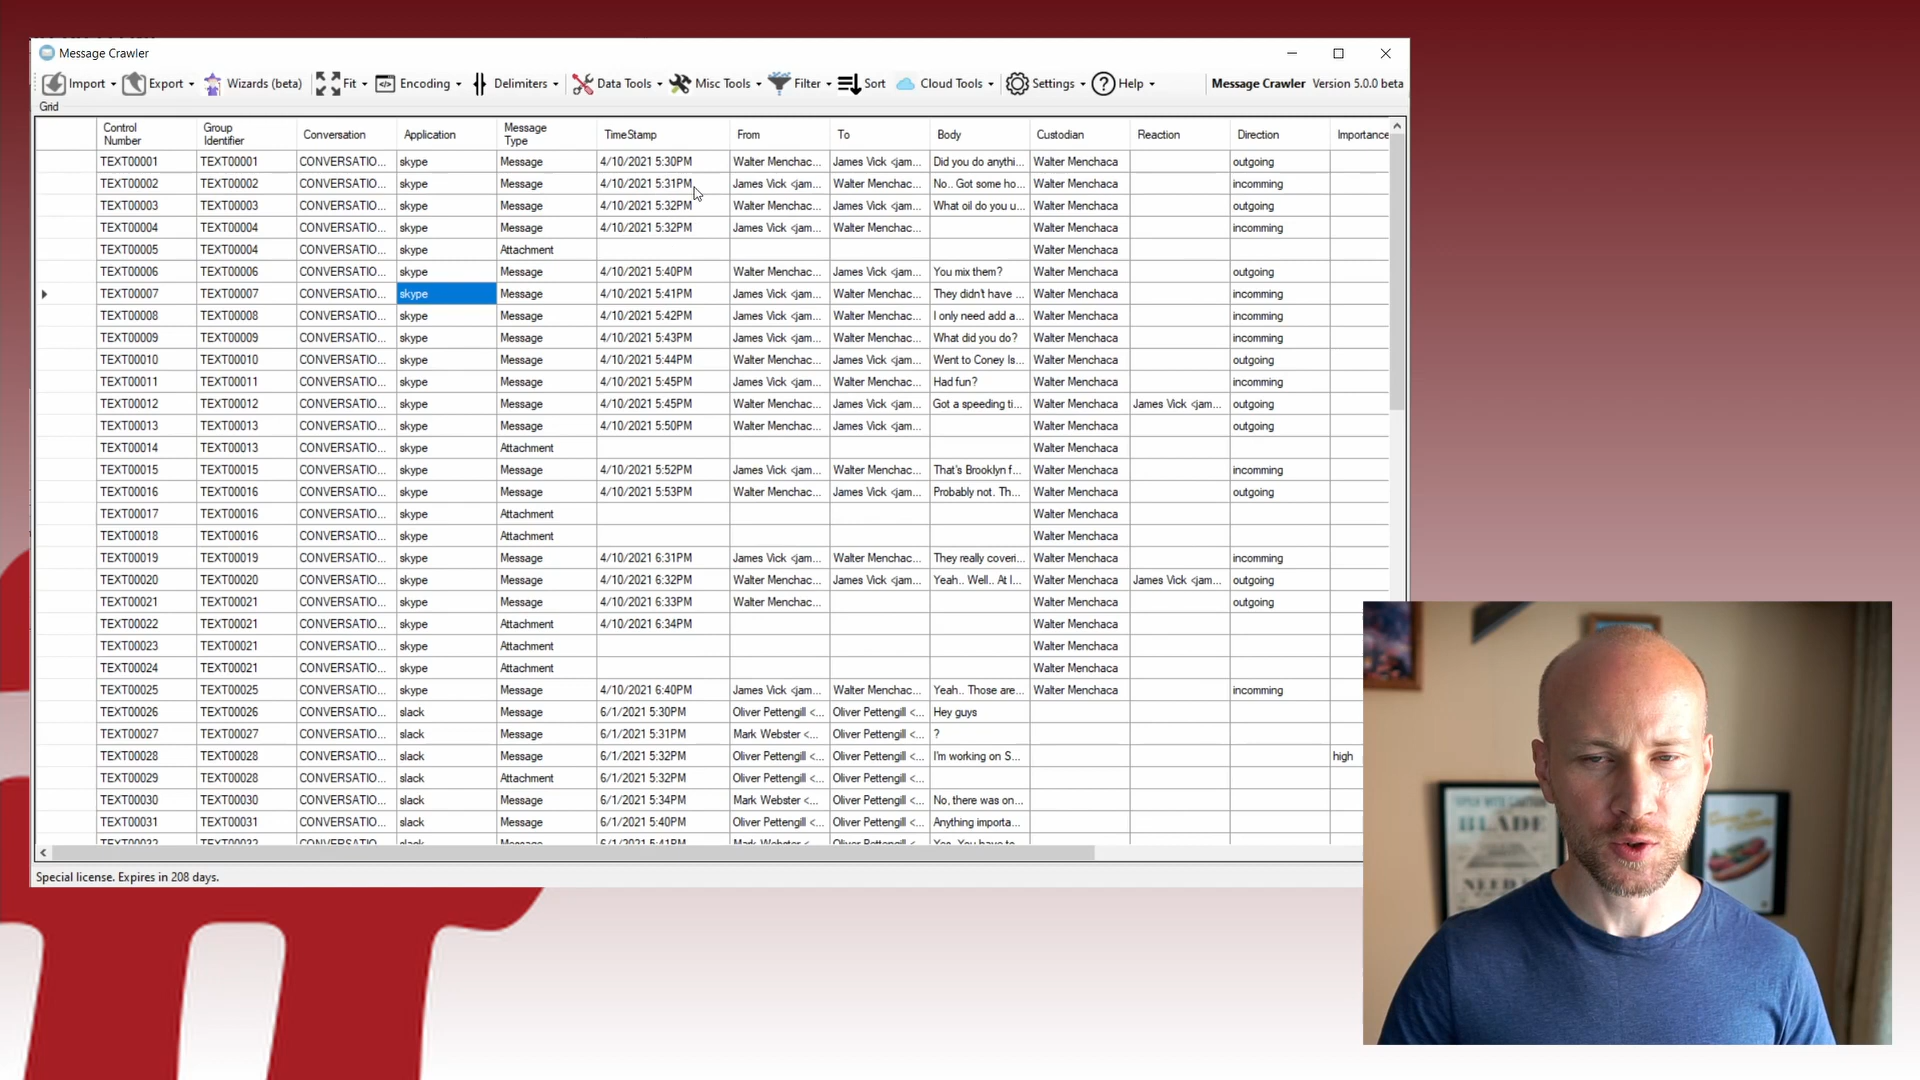 Message Crawler
Import Export Wizards (beta) Fit Encoding Delimiters Data Tools Misc Tools Filter Sort Cloud Tools Settings Help Message Crawler Version 5.0.0 beta
Grid
Control Number Group Identifier Conversation Application Message Type TimeStamp From To Body Custodian Reaction Direction Importance
TEXT00001 TEXT00001 CONVERSATIO... skype Message 4/10/2021 5:30PM Walter Menchac... James Vick <jam... Did you do anythi... Walter Menchaca outgoing
TEXT00002 TEXT00002 CONVERSATIO... skype Message 4/10/2021 5:31PM James Vick <jam... Walter Menchac... No.. Got some ho... Walter Menchaca incomming
TEXT00003 TEXT00003 CONVERSATIO... skype Message 4/10/2021 5:32PM Walter Menchac... James Vick <jam... What oil do you u... Walter Menchaca outgoing
TEXT00004 TEXT00004 CONVERSATIO... skype Message 4/10/2021 5:32PM James Vick <jam... Walter Menchac... Walter Menchaca incomming
TEXT00005 TEXT00004 CONVERSATIO... skype Attachment Walter Menchaca
TEXT00006 TEXT00006 CONVERSATIO... skype Message 4/10/2021 5:40PM Walter Menchac... James Vick <jam... You mix them? Walter Menchaca outgoing
TEXT00007 TEXT00007 CONVERSATIO... skype Message 4/10/2021 5:41PM James Vick <jam... Walter Menchac... They didn't have ... Walter Menchaca incomming
TEXT00008 TEXT00008 CONVERSATIO... skype Message 4/10/2021 5:42PM James Vick <jam... Walter Menchac... I only need add a... Walter Menchaca incomming
TEXT00009 TEXT00009 CONVERSATIO... skype Message 4/10/2021 5:43PM James Vick <jam... Walter Menchac... What did you do? Walter Menchaca incomming
TEXT00010 TEXT00010 CONVERSATIO... skype Message 4/10/2021 5:44PM Walter Menchac... James Vick <jam... Went to Coney Is... Walter Menchaca outgoing
TEXT00011 TEXT00011 CONVERSATIO... skype Message 4/10/2021 5:45PM James Vick <jam... Walter Menchac... Had fun? Walter Menchaca incomming
TEXT00012 TEXT00012 CONVERSATIO... skype Message 4/10/2021 5:45PM Walter Menchac... James Vick <jam... Got a speeding ti... Walter Menchaca James Vick <jam... outgoing
TEXT00013 TEXT00013 CONVERSATIO... skype Message 4/10/2021 5:50PM Walter Menchac... James Vick <jam... Walter Menchaca outgoing
TEXT00014 TEXT00013 CONVERSATIO... skype Attachment Walter Menchaca
TEXT00015 TEXT00015 CONVERSATIO... skype Message 4/10/2021 5:52PM James Vick <jam... Walter Menchac... That's Brooklyn f... Walter Menchaca incomming
TEXT00016 TEXT00016 CONVERSATIO... skype Message 4/10/2021 5:53PM Walter Menchac... James Vick <jam... Probably not. Th... Walter Menchaca outgoing
TEXT00017 TEXT00016 CONVERSATIO... skype Attachment Walter Menchaca
TEXT00018 TEXT00016 CONVERSATIO... skype Attachment Walter Menchaca
TEXT00019 TEXT00019 CONVERSATIO... skype Message 4/10/2021 6:31PM James Vick <jam... Walter Menchac... They really coveri... Walter Menchaca incomming
TEXT00020 TEXT00020 CONVERSATIO... skype Message 4/10/2021 6:32PM Walter Menchac... James Vick <jam... Yeah.. Well.. At l... Walter Menchaca James Vick <jam... outgoing
TEXT00021 TEXT00021 CONVERSATIO... skype Message 4/10/2021 6:33PM Walter Menchac... Walter Menchaca outgoing
TEXT00022 TEXT00021 CONVERSATIO... skype Attachment 4/10/2021 6:34PM Walter Menchaca
TEXT00023 TEXT00021 CONVERSATIO... skype Attachment Walter Menchaca
TEXT00024 TEXT00021 CONVERSATIO... skype Attachment Walter Menchaca
TEXT00025 TEXT00025 CONVERSATIO... skype Message 4/10/2021 6:40PM James Vick <jam... Walter Menchac... Yeah.. Those are... Walter Menchaca incomming
TEXT00026 TEXT00026 CONVERSATIO... slack Message 6/1/2021 5:30PM Oliver Pettengill <... Oliver Pettengill <... Hey guys
TEXT00027 TEXT00027 CONVERSATIO... slack Message 6/1/2021 5:31PM Mark Webster <... Oliver Pettengill <... ?
TEXT00028 TEXT00028 CONVERSATIO... slack Message 6/1/2021 5:32PM Oliver Pettengill <... Oliver Pettengill <... I'm working on S... high
TEXT00029 TEXT00028 CONVERSATIO... slack Attachment 6/1/2021 5:32PM Oliver Pettengill <... Oliver Pettengill <...
TEXT00030 TEXT00030 CONVERSATIO... slack Message 6/1/2021 5:34PM Mark Webster <... Oliver Pettengill <... No, there was on...
TEXT00031 TEXT00031 CONVERSATIO... slack Message 6/1/2021 5:40PM Oliver Pettengill <... Oliver Pettengill <... Anything importa...
TEXT00032 TEXT00032 CONVERSATIO... slack Message 6/1/2021 5:41PM Mark Webster <... Oliver Pettengill <... Yes. You have to
Special license. Expires in 208 days.
BLADE
NEED